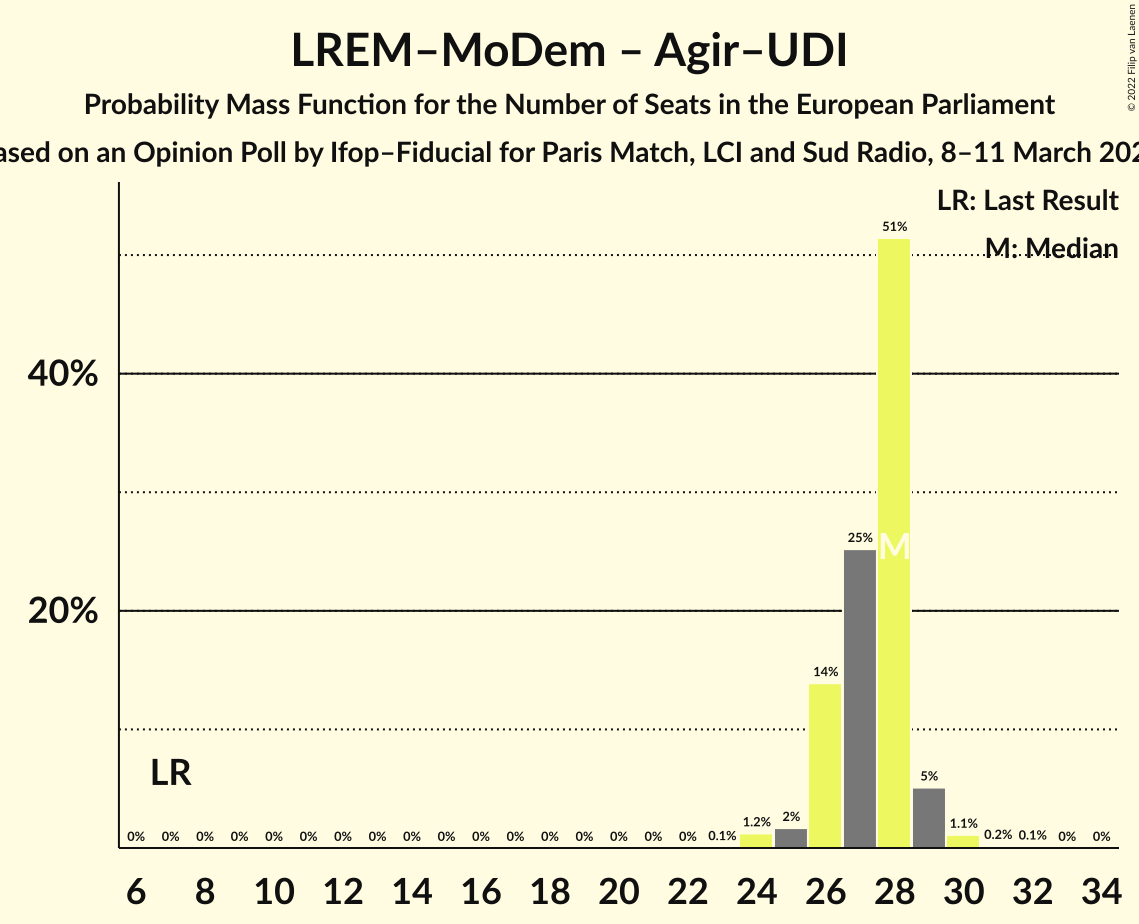 LREM–MoDem – Agir–UDI
Probability Mass Function for the Number of Seats in the European Parliament
on an Opinion Poll by Ifop–Fiducial for Paris Match, LCI and Sud Radio, 8–11 March
© 2022 Filip van Laenen
LR: Last Result
M: Median
40%
20%
51%
25%
M
14%
5%
LR
0% 0% 0% 0% 0% 0% 0% 0% 0% 0% 0% 0% 0% 0% 0% 0% 0% 0.1% 1.2% 2% 1.1% 0.2% 0.1% 0% 0%
6 8 10 12 14 16 18 20 22 24 26 28 30 32 34